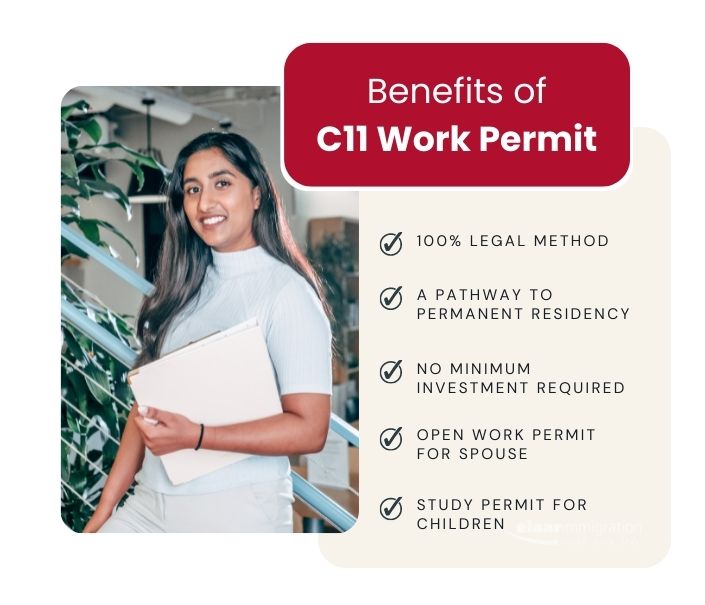 Benefits of
C11 Work Permit
100% LEGAL METHOD
A PATHWAY TO
PERMANENT RESIDENCY
NO MINIMUM
INVESTMENT REQUIRED
OPEN WORK PERMIT
FOR SPOUSE
STUDY PERMIT FOR
CHILDREN
elaarimmigration